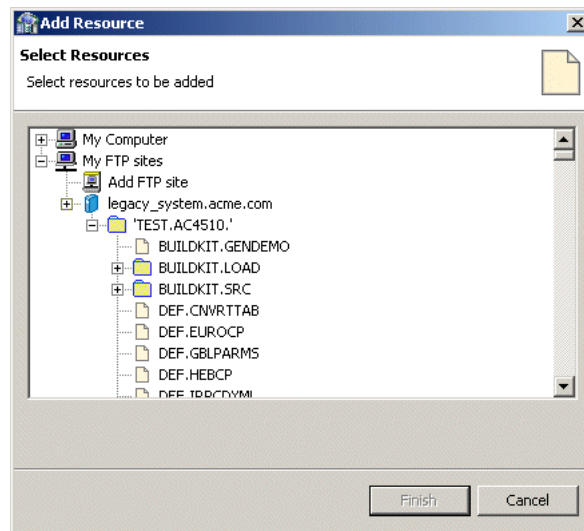 Add Resource
Select Resources
Select resources to be added
My Computer
My FTP sites
Add FTP site
legacy_system.acme.com
'TEST.AC4510.'
BUILDKIT.GENDEMO
BUILDKIT.LOAD
BUILDKIT.SRC
DEF.CNVRTTAB
DEF.EUROCP
DEF.GBLPARMS
DEF.HEBCP
DEF.IRPCDYML
Finish Cancel